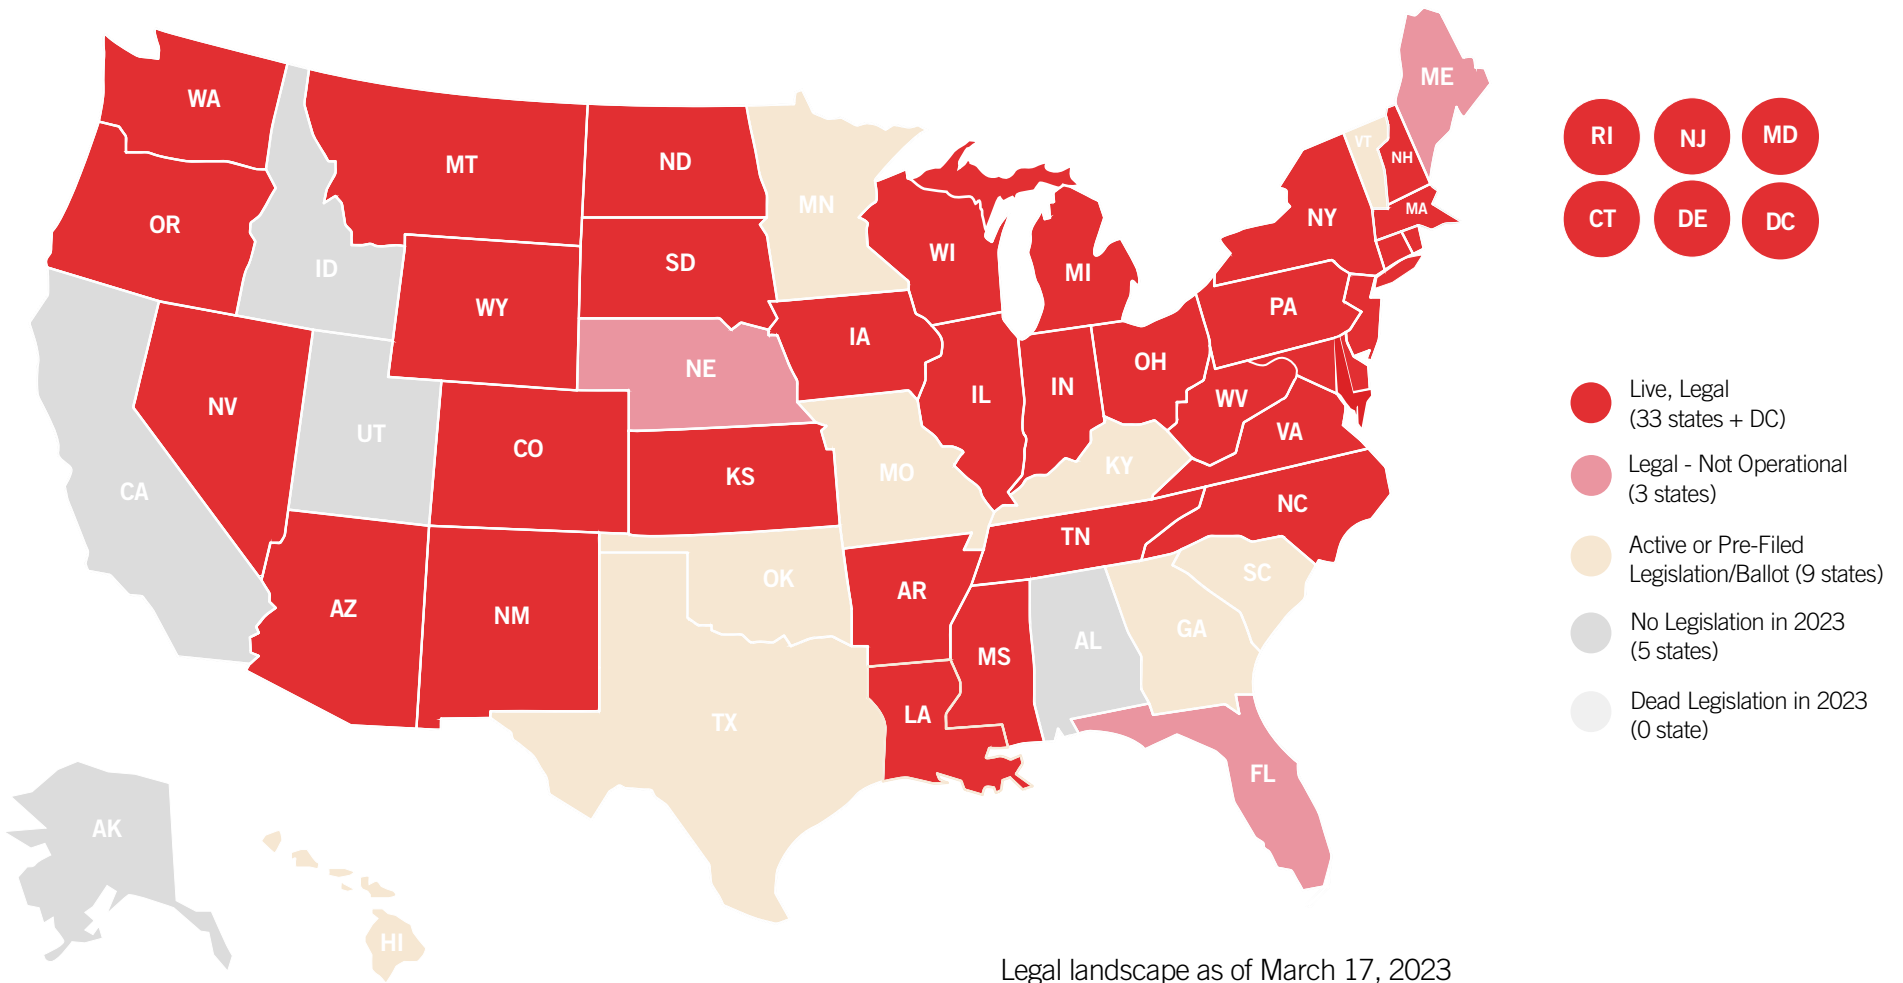 ME
WA
RI
NJ
MD
MT
ND
VT
NH
MN
NY
MA
OR
CT
DE
DC
WI
SD
ID
MI
WY
PA
IA
OH
NE
IL
IN
WV
NV
Live, Legal
(33 states + DC)
UT
CO
VA
KS
MO
KY
CA
Legal - Not Operational
(3 states)
NC
TN
Active or Pre-Filed
Legislation/Ballot (9 states)
OK
SC
AR
AZ
NM
GA
AL
No Legislation in 2023
(5 states)
MS
LA
TX
Dead Legislation in 2023
(0 state)
FL
AK
HI
Legal landscape as of March 17, 2023